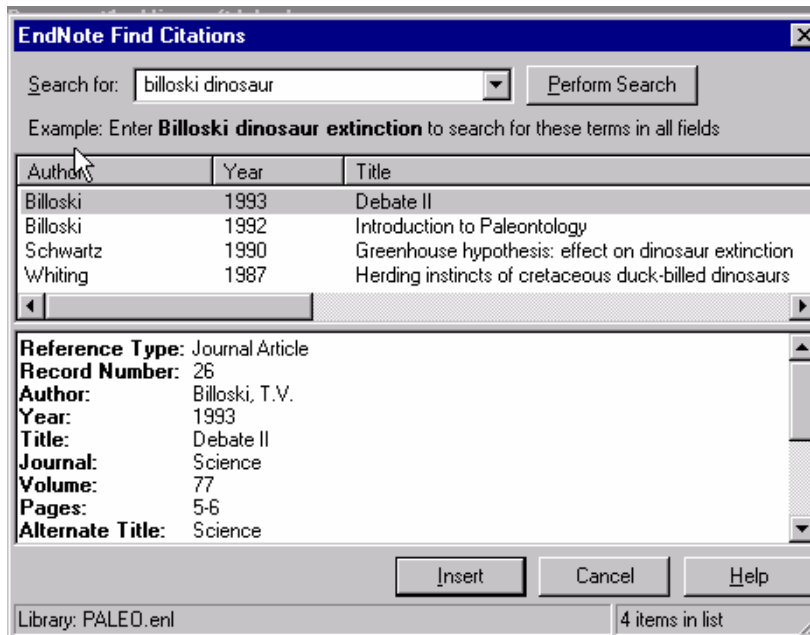 EndNote Find Citations
Search for: billoski dinosaur Perform Search
Example: Enter Billoski dinosaur extinction to search for these terms in all fields
Author Year Title
Billoski 1993 Debate II
Billoski 1992 Introduction to Paleontology
Schwartz 1990 Greenhouse hypothesis: effect on dinosaur extinction
Whiting 1987 Herding instincts of cretaceous duck-billed dinosaurs
Reference Type: Journal Article
Record Number: 26
Author: Billoski, T.V.
Year: 1993
Title: Debate II
Journal: Science
Volume: 77
Pages: 5-6
Alternate Title: Science
Insert Cancel Help
Library: PALEO.enl 4 items in list